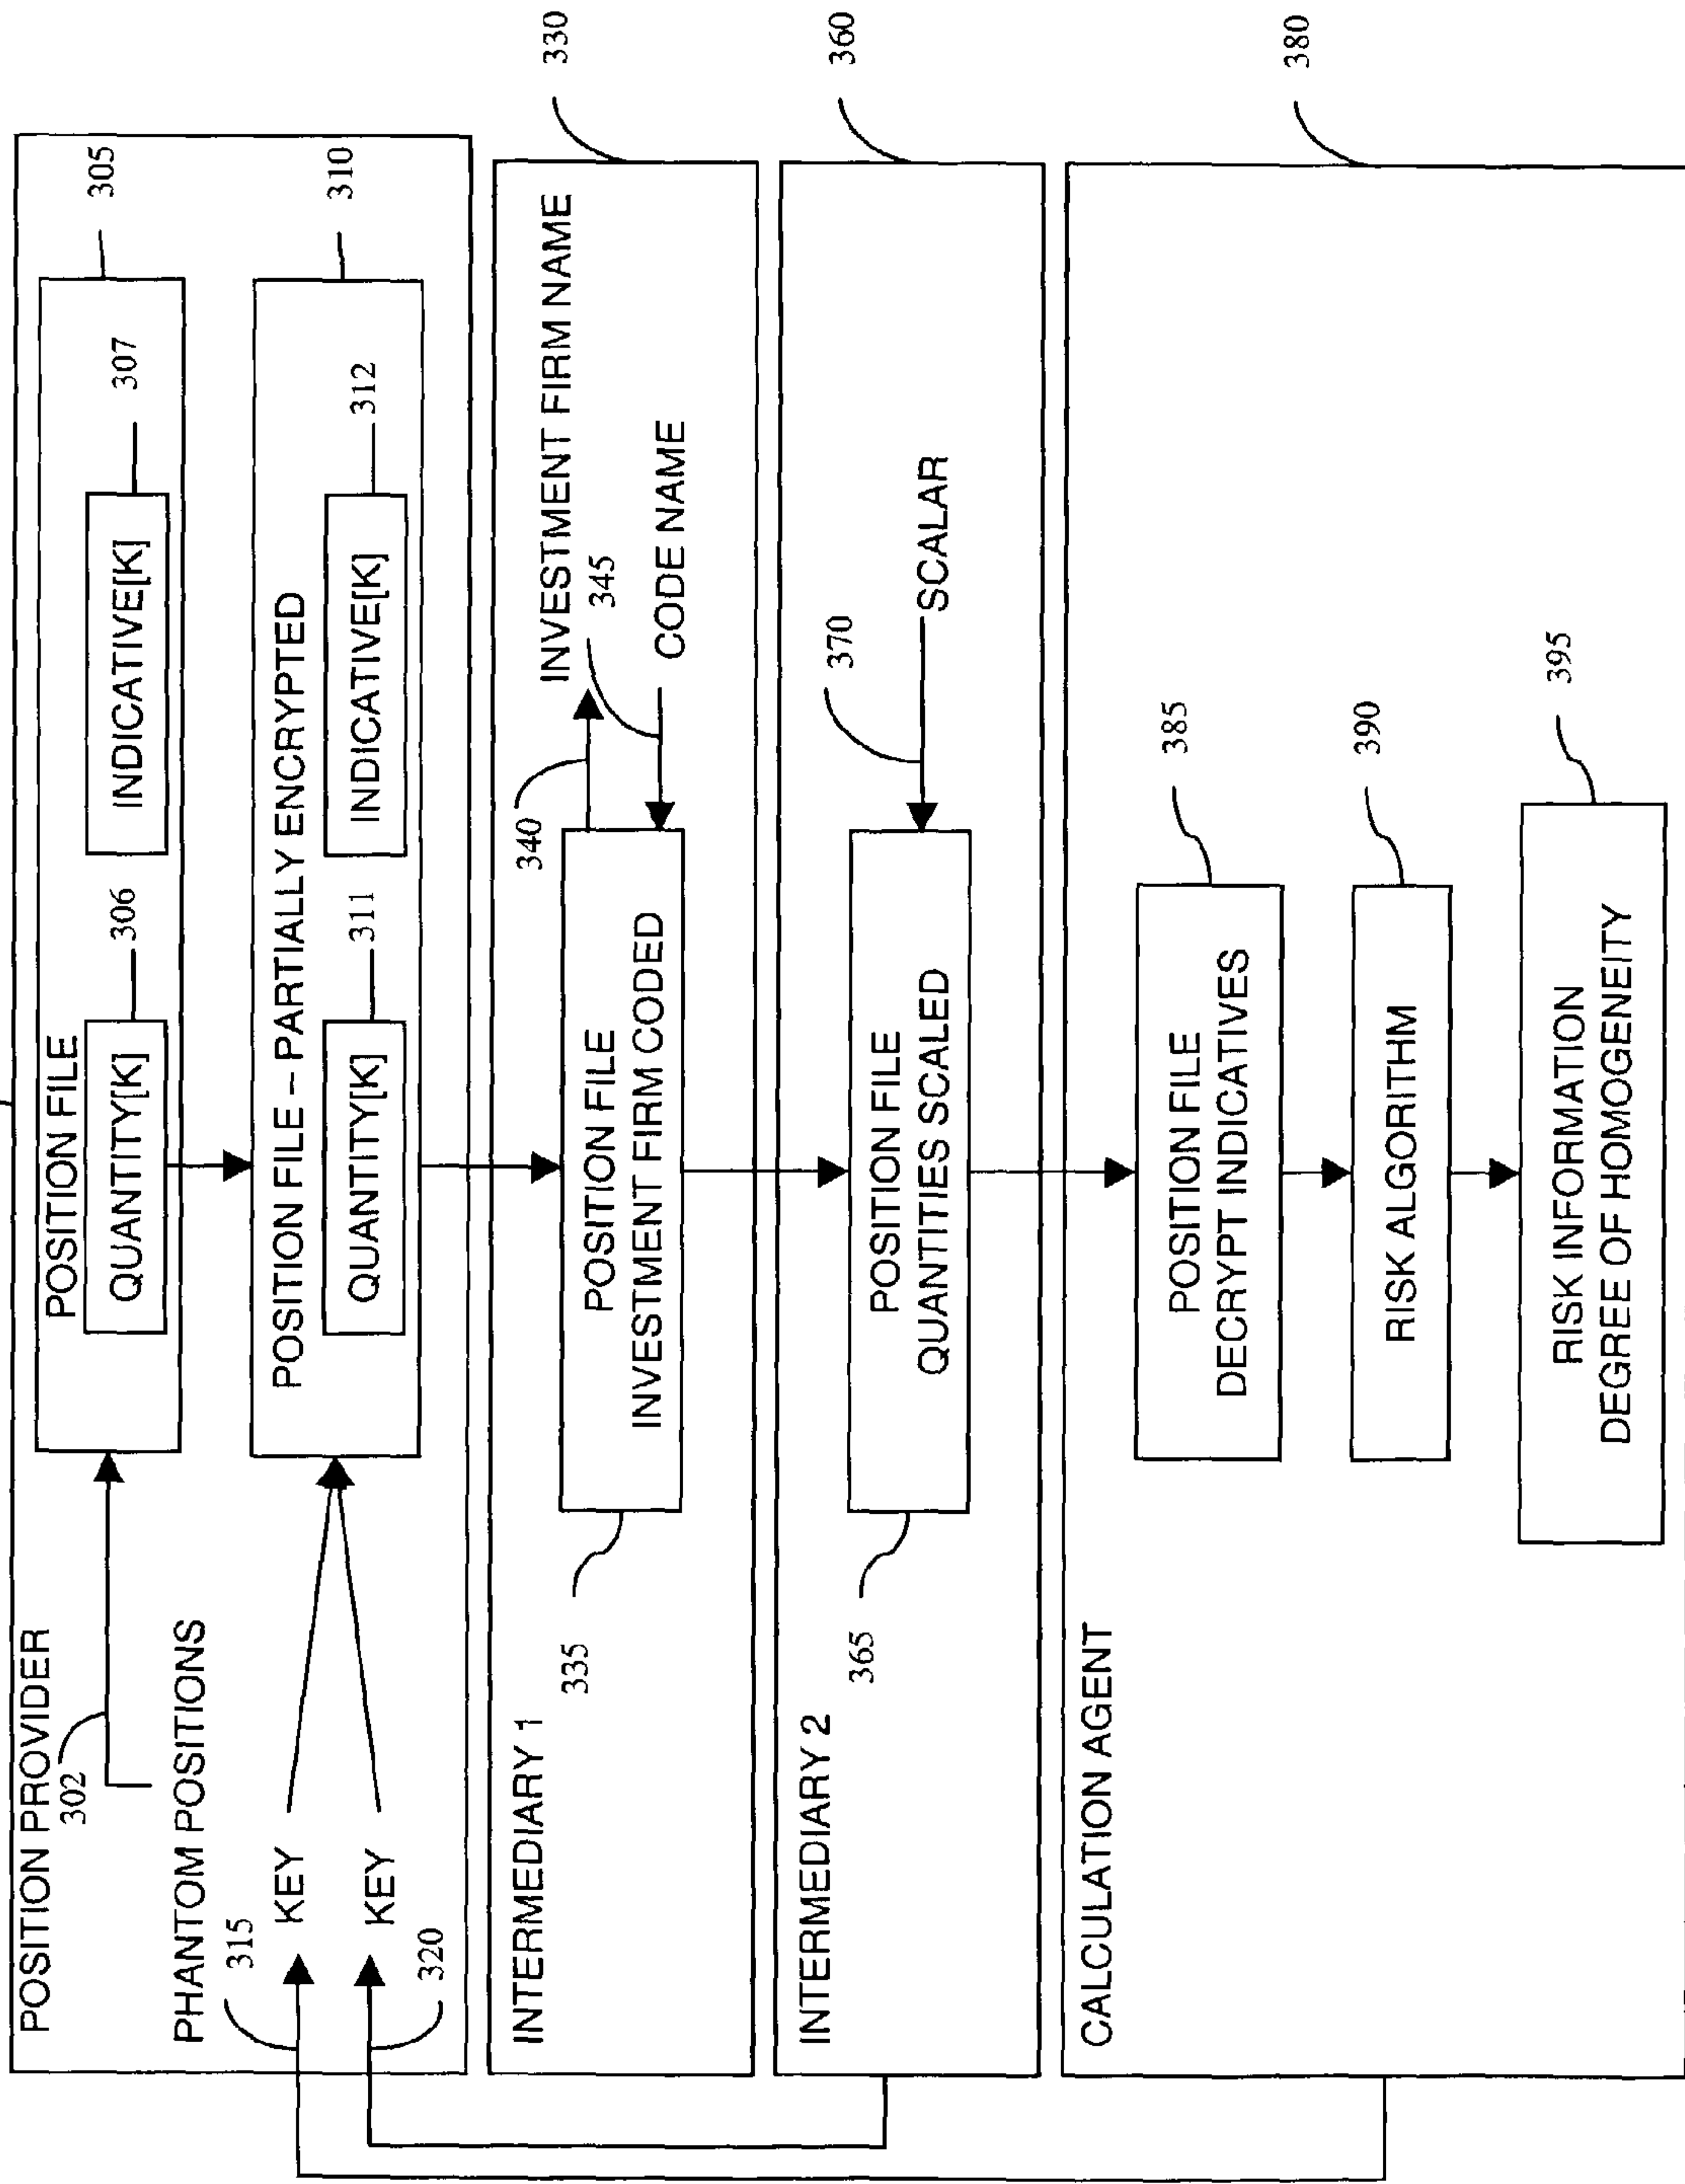 POSITION PROVIDER
302
PHANTOM POSITIONS
315
KEY
KEY
320
POSITION FILE
QUANTITY[K]
306
INDICATIVE[K]
307
305
POSITION FILE – PARTIALLY ENCRYPTED
QUANTITY[K]
311
INDICATIVE[K]
312
310
INTERMEDIARY 1
330
335
POSITION FILE
INVESTMENT FIRM CODED
340
INVESTMENT FIRM NAME
345
CODE NAME
INTERMEDIARY 2
360
365
POSITION FILE
QUANTITIES SCALED
370
SCALAR
CALCULATION AGENT
380
POSITION FILE
DECRYPT INDICATIVES
385
RISK ALGORITHM
390
RISK INFORMATION
DEGREE OF HOMOGENEITY
395